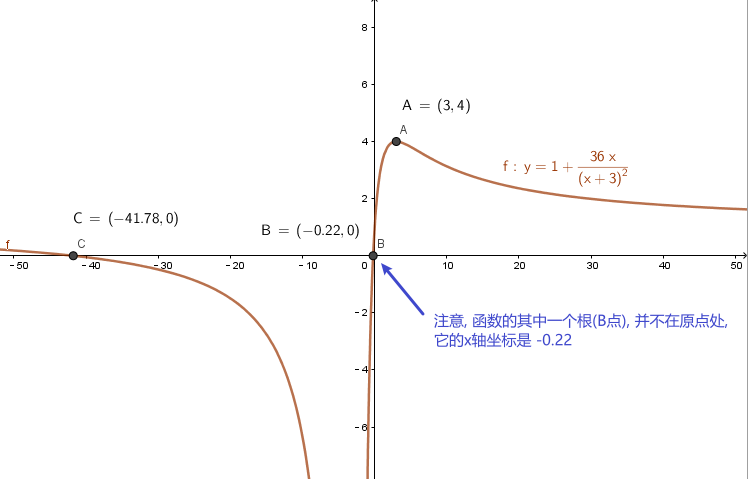 8
6
A = (3, 4)
A
4
f : y = 1 + 36 x / (x + 3)²
2
C = (−41.78, 0)
B = (−0.22, 0)
f
C
B
-50 -40 -30 -20 -10 0 10 20 30 40 50
-2
注意, 函数的其中一个根(B点), 并不在原点处,
它的x轴坐标是 -0.22
-4
-6